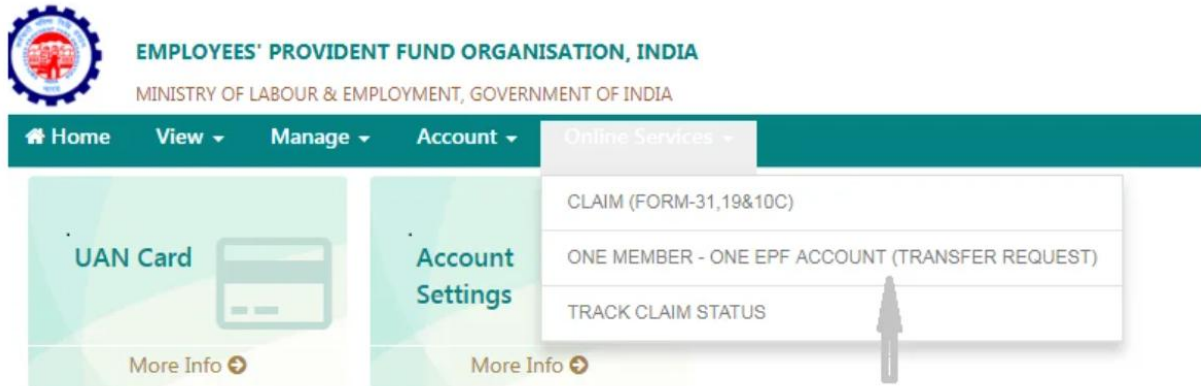 EMPLOYEES' PROVIDENT FUND ORGANISATION, INDIA
MINISTRY OF LABOUR & EMPLOYMENT, GOVERNMENT OF INDIA
Home View Manage Account Online Services
CLAIM (FORM-31,19&10C)
ONE MEMBER - ONE EPF ACCOUNT (TRANSFER REQUEST)
TRACK CLAIM STATUS
UAN Card
More Info
Account
Settings
More Info